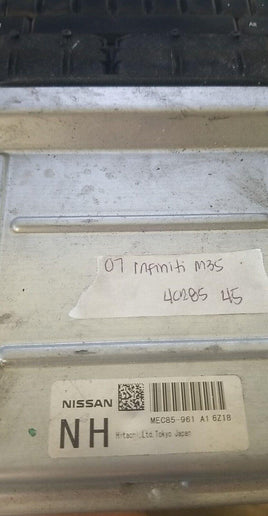 07 Infiniti M35
40285 45
NISSAN
NH
MEC85-961 A1 6Z18
Hitachi,Ltd.Tokyo Japan